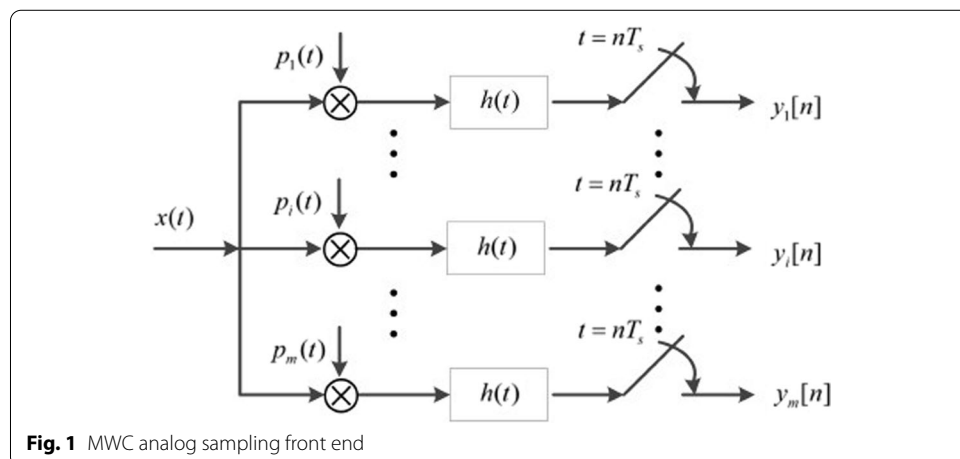 p₁(t)
t = nTₛ
h(t)
y₁[n]
x(t)
pᵢ(t)
t = nTₛ
h(t)
yᵢ[n]
pₘ(t)
t = nTₛ
h(t)
yₘ[n]
Fig. 1 MWC analog sampling front end